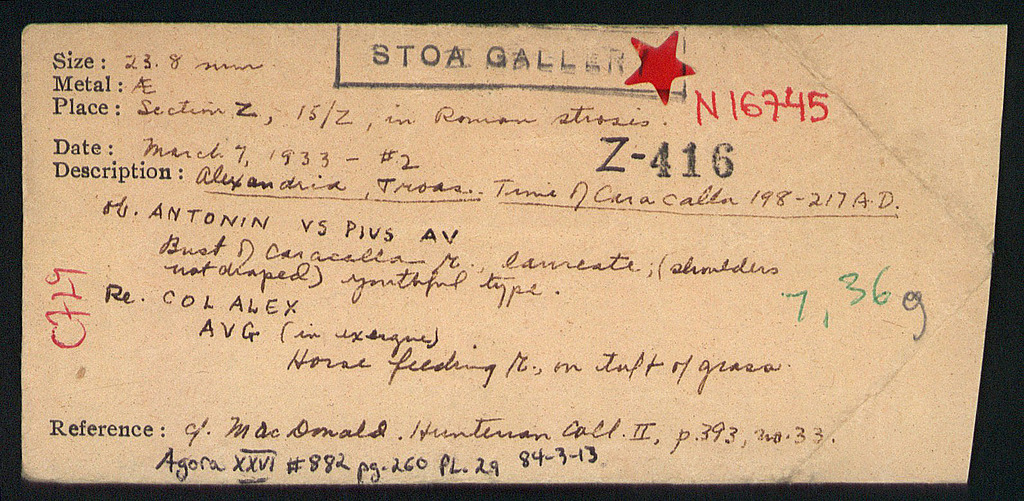 STOA GALLERY
Size : 23.8 mm
Metal : Æ
Place : Section Z, 15/Z, in Roman strosis.
N16745
Date : March 7, 1933 - #2
Z-416
Description : Alexandria, Troas. Time of Caracalla 198-217 A.D.
Ob. ANTONIN VS PIVS AV
Bust of Caracalla r., laureate; (shoulders
not draped) youthful type.
7,36g
Re. COL ALEX
AVG (in exergue)
Horse feeding r., on tuft of grass.
Reference : cf. MacDonald. Hunterian Coll. II, p.393, no.33.
Agora XXVI #882 pg.260 PL.29 84-3-13